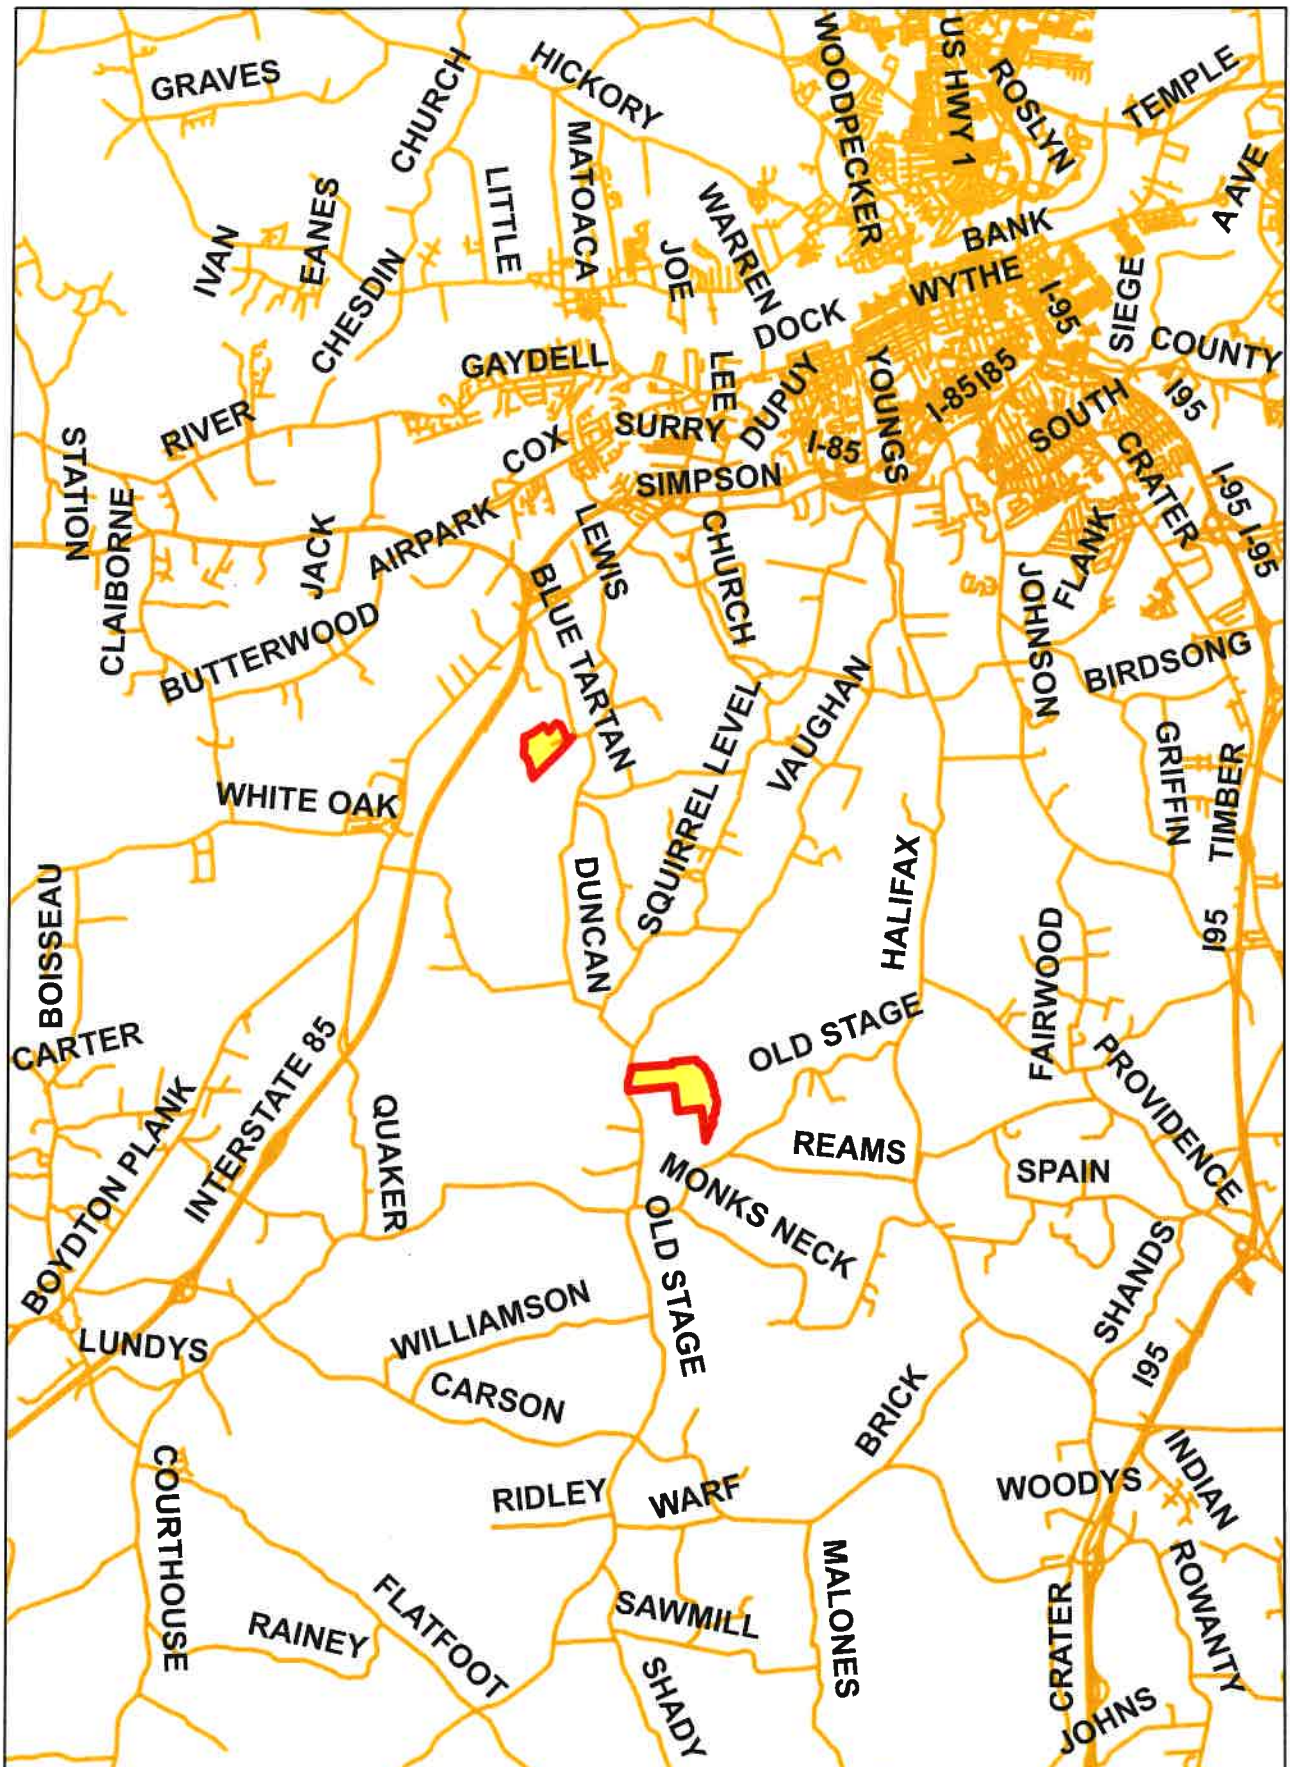 GRAVES
CHURCH
HICKORY
WOODPECKER
US HWY 1
ROSLYN
TEMPLE
A AVE
MATOACA
LITTLE
EANES
IVAN
CHESDIN
JOE
WARREN
BANK
WYTHE
I-95
SIEGE
COUNTY
DOCK
GAYDELL
LEE
DUPUY
YOUNGS
I-85
I85
I95
SOUTH
RIVER
SURRY
COX
I-85
CRATER
STATION
SIMPSON
I-95
I-95
CLAIBORNE
JACK
AIRPARK
LEWIS
CHURCH
FLANK
JOHNSON
BLUE TARTAN
BUTTERWOOD
BIRDSONG
SQUIRREL LEVEL
VAUGHAN
GRIFFIN
TIMBER
WHITE OAK
DUNCAN
HALIFAX
I95
BOISSEAU
FAIRWOOD
CARTER
OLD STAGE
PROVIDENCE
INTERSTATE 85
BOYDTON PLANK
QUAKER
REAMS
SPAIN
MONKS NECK
OLD STAGE
SHANDS
WILLIAMSON
LUNDYS
CARSON
I95
BRICK
COURTHOUSE
RIDLEY
WARF
WOODYS
INDIAN
MALONES
ROWANTY
FLATFOOT
SAWMILL
RAINEY
CRATER
SHADY
JOHNS